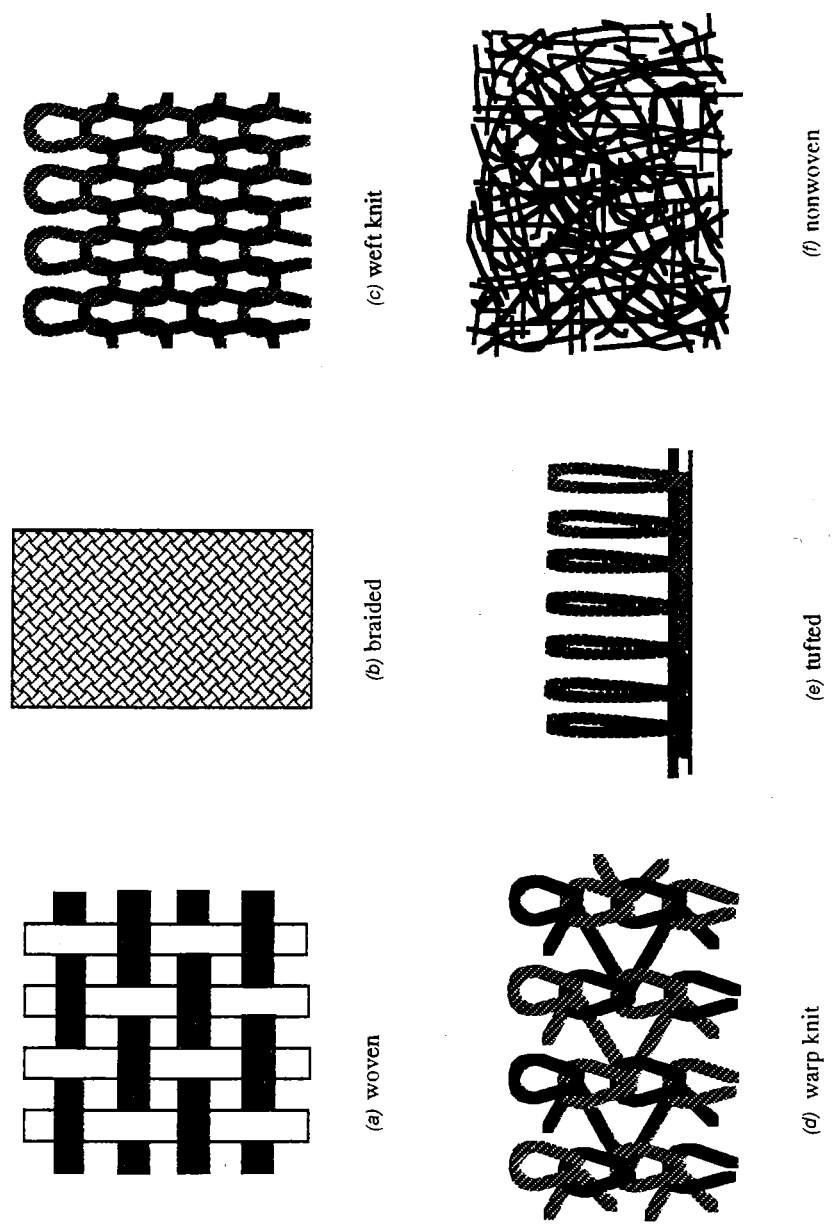 (a) woven
(b) braided
(c) weft knit
(d) warp knit
(e) tufted
(f) nonwoven